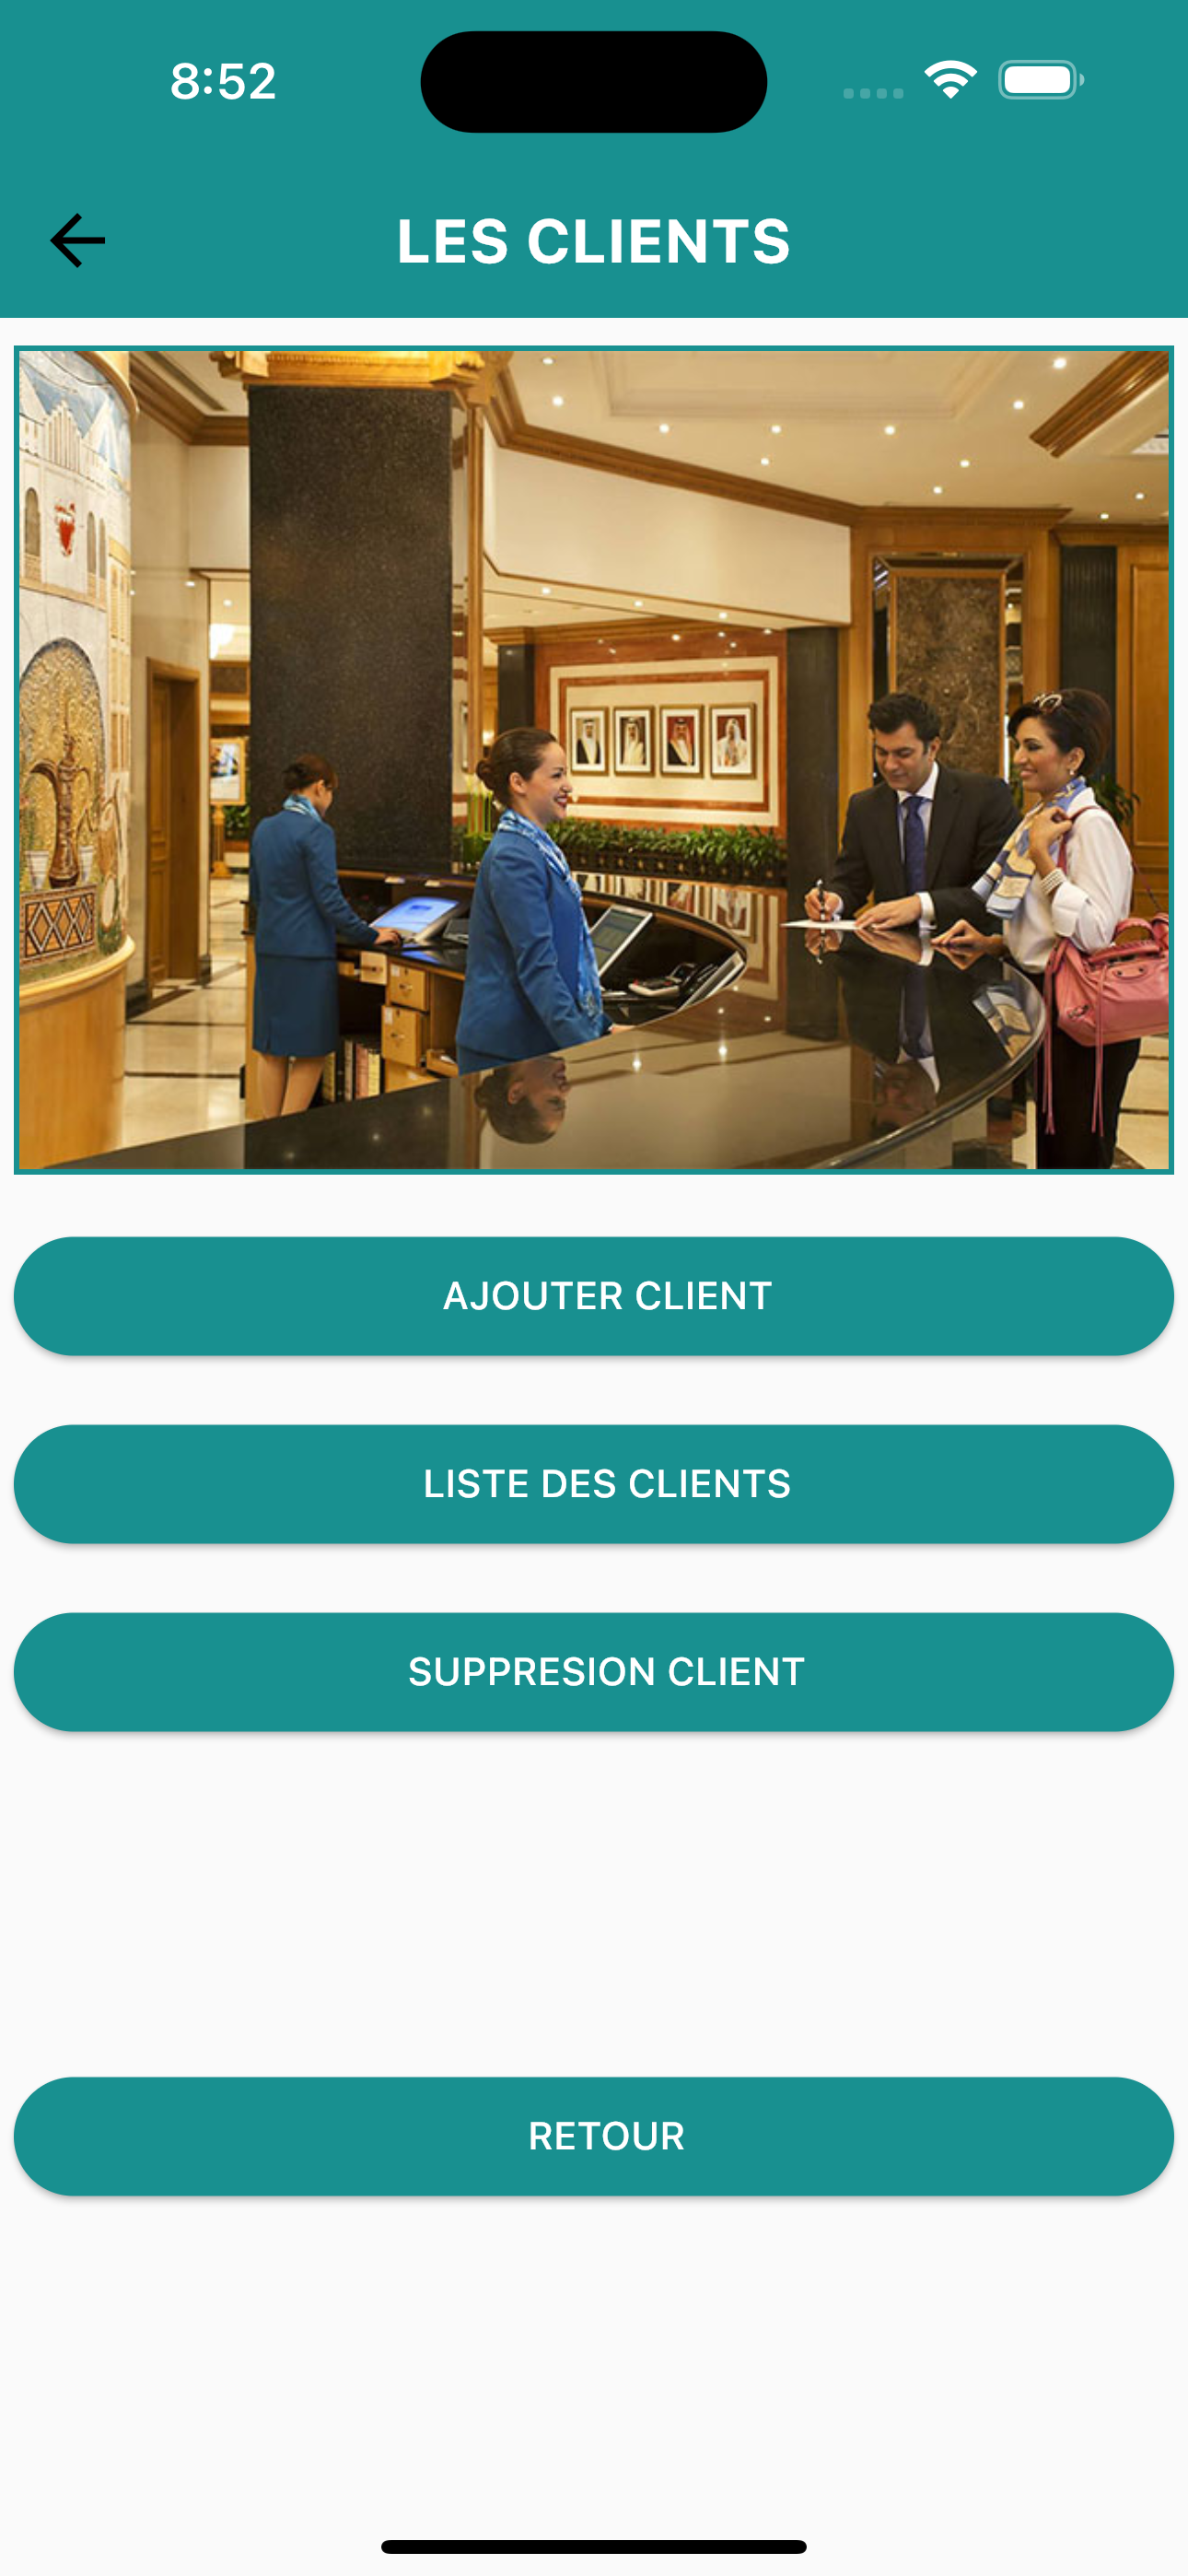 8:52
LES CLIENTS
AJOUTER CLIENT
LISTE DES CLIENTS
SUPPRESION CLIENT
RETOUR